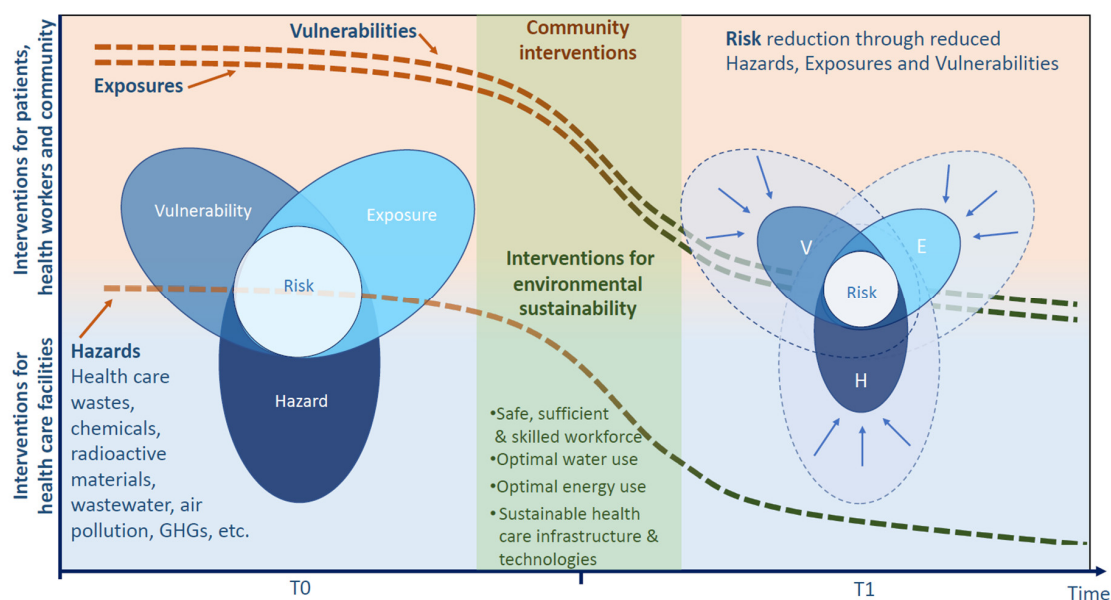 Interventions for patients,
health workers and community
Interventions for
health care facilities
Vulnerabilities
Exposures
Community
interventions
Risk reduction through reduced
Hazards, Exposures and Vulnerabilities
Vulnerability
Exposure
Risk
Hazard
Hazards
Health care
wastes,
chemicals,
radioactive
materials,
wastewater, air
pollution, GHGs, etc.
Interventions for
environmental
sustainability
•Safe, sufficient
& skilled workforce
•Optimal water use
•Optimal energy use
•Sustainable health
care infrastructure &
technologies
V
E
Risk
H
T0
T1
Time